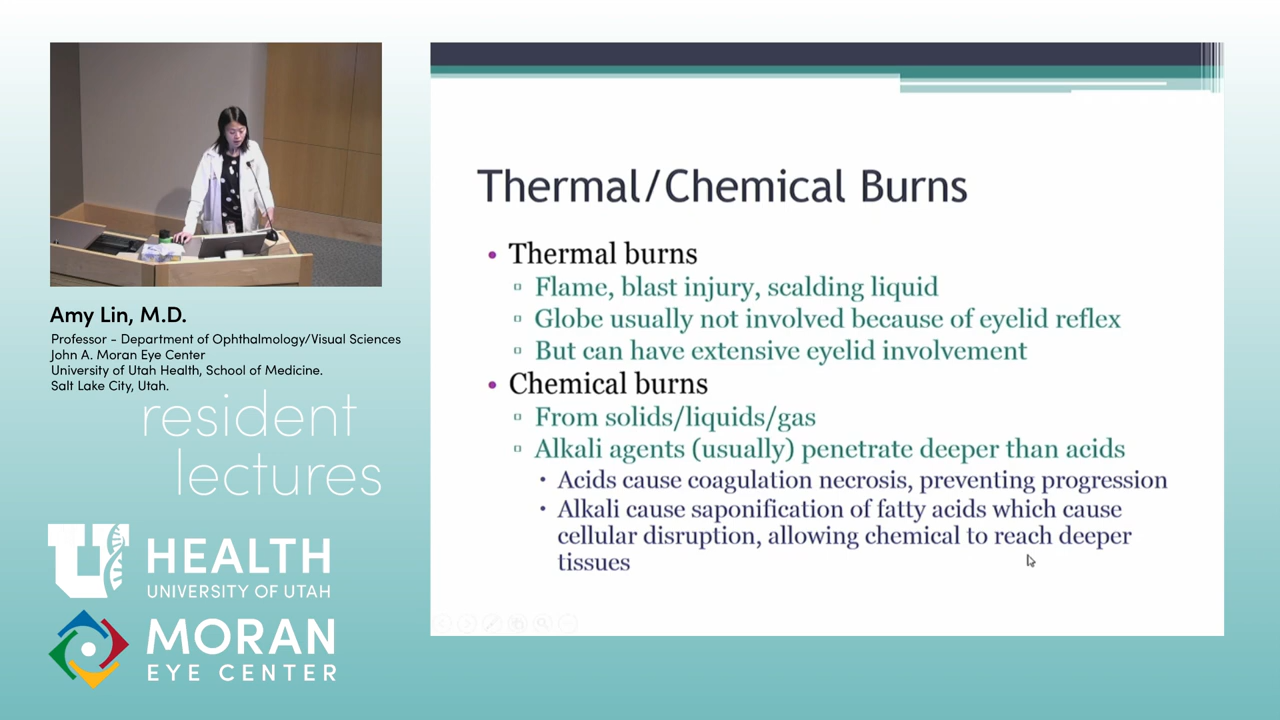 Amy Lin, M.D.
Professor - Department of Ophthalmology/Visual Sciences
John A. Moran Eye Center
University of Utah Health, School of Medicine.
Salt Lake City, Utah.
resident
lectures
U HEALTH
UNIVERSITY OF UTAH
MORAN
EYE CENTER
Thermal/Chemical Burns
• Thermal burns
▫ Flame, blast injury, scalding liquid
▫ Globe usually not involved because of eyelid reflex
▫ But can have extensive eyelid involvement
• Chemical burns
▫ From solids/liquids/gas
▫ Alkali agents (usually) penetrate deeper than acids
• Acids cause coagulation necrosis, preventing progression
• Alkali cause saponification of fatty acids which cause
cellular disruption, allowing chemical to reach deeper
tissues